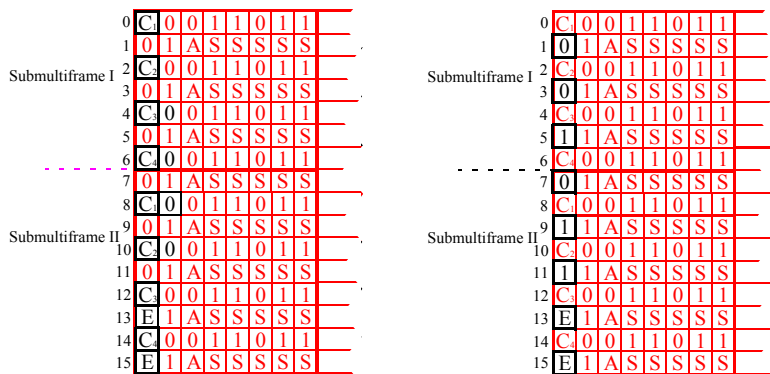 0 C₁ 0 0 1 1 0 1 1
1 0 1 A S S S S S
Submultiframe I
2 C₂ 0 0 1 1 0 1 1
3 0 1 A S S S S S
4 C₃ 0 0 1 1 0 1 1
5 0 1 A S S S S S
6 C₄ 0 0 1 1 0 1 1
7 0 1 A S S S S S
8 C₁ 0 0 1 1 0 1 1
9 0 1 A S S S S S
Submultiframe II
10 C₂ 0 0 1 1 0 1 1
11 0 1 A S S S S S
12 C₃ 0 0 1 1 0 1 1
13 E 1 A S S S S S
14 C₄ 0 0 1 1 0 1 1
15 E 1 A S S S S S
0 C₁ 0 0 1 1 0 1 1
1 0 1 A S S S S S
Submultiframe I
2 C₂ 0 0 1 1 0 1 1
3 0 1 A S S S S S
4 C₃ 0 0 1 1 0 1 1
5 1 1 A S S S S S
6 C₄ 0 0 1 1 0 1 1
7 0 1 A S S S S S
8 C₁ 0 0 1 1 0 1 1
9 1 1 A S S S S S
Submultiframe II
10 C₂ 0 0 1 1 0 1 1
11 1 1 A S S S S S
12 C₃ 0 0 1 1 0 1 1
13 E 1 A S S S S S
14 C₄ 0 0 1 1 0 1 1
15 E 1 A S S S S S